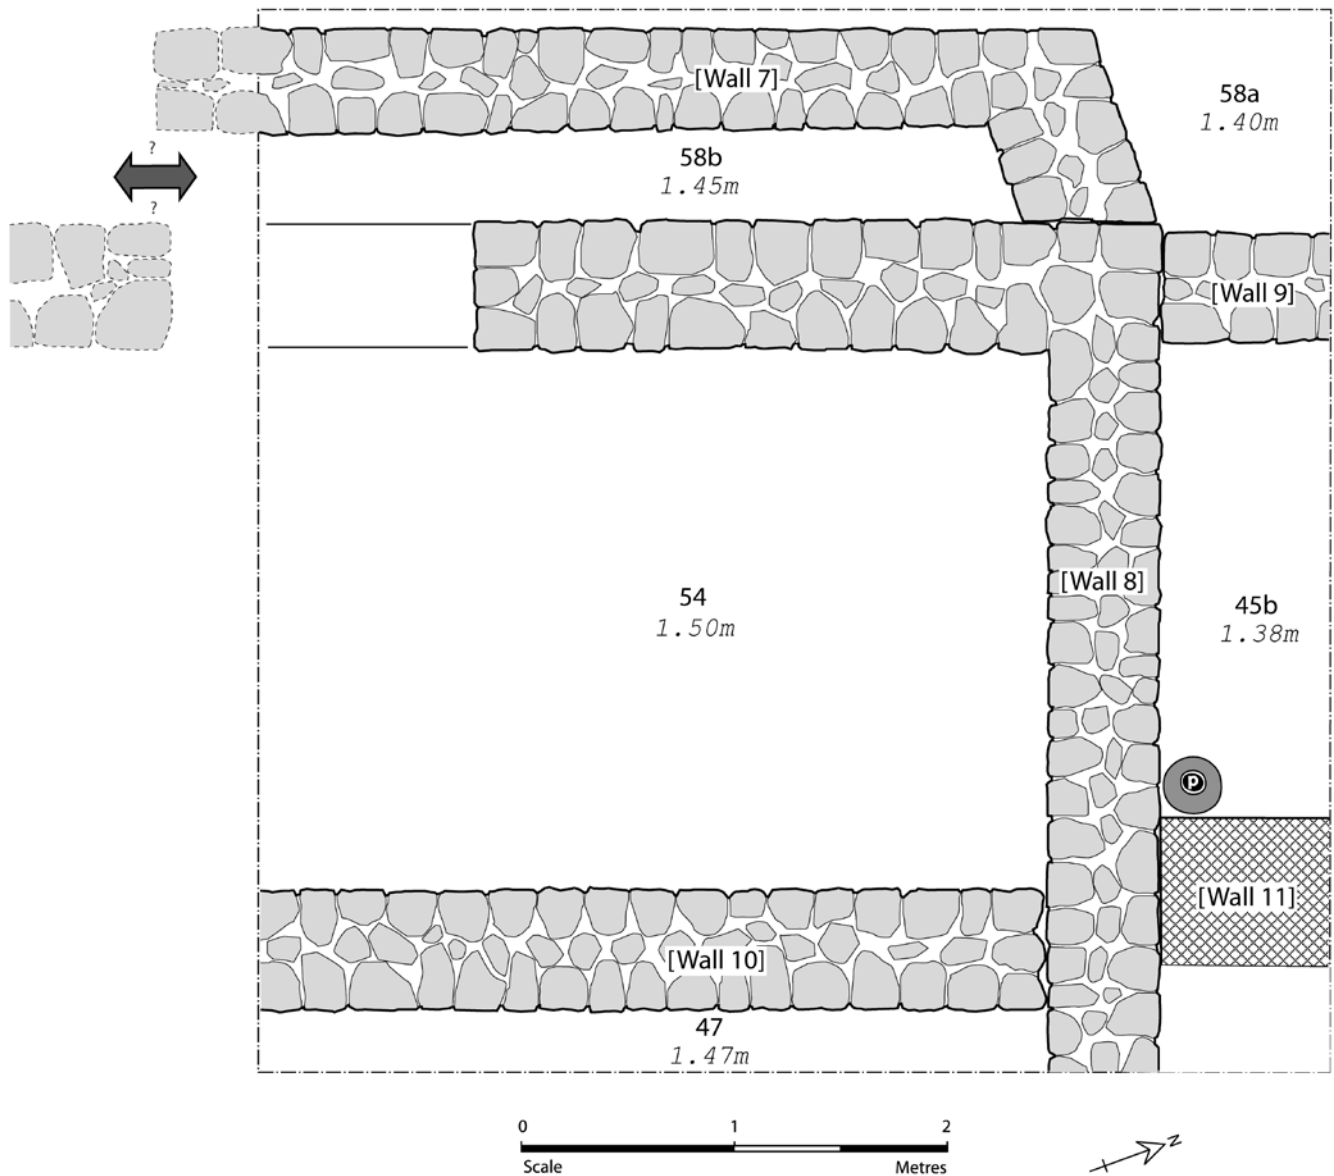 [Wall 7]
58a
1.40m
?
58b
1.45m
?
[Wall 9]
[Wall 8]
54
1.50m
45b
1.38m
P
[Wall 11]
[Wall 10]
47
1.47m
0 1 2
Scale Metres
N